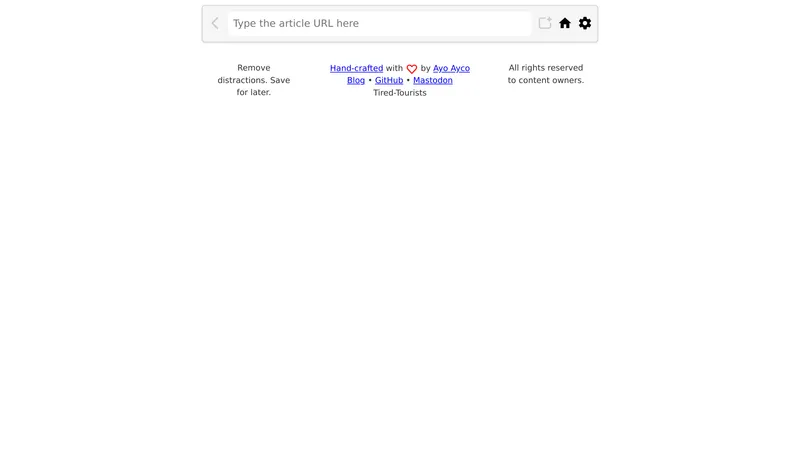 Type the article URL here
Remove
distractions. Save
for later.
Hand-crafted with by Ayo Ayco
Blog • GitHub • Mastodon
Tired-Tourists
All rights reserved
to content owners.